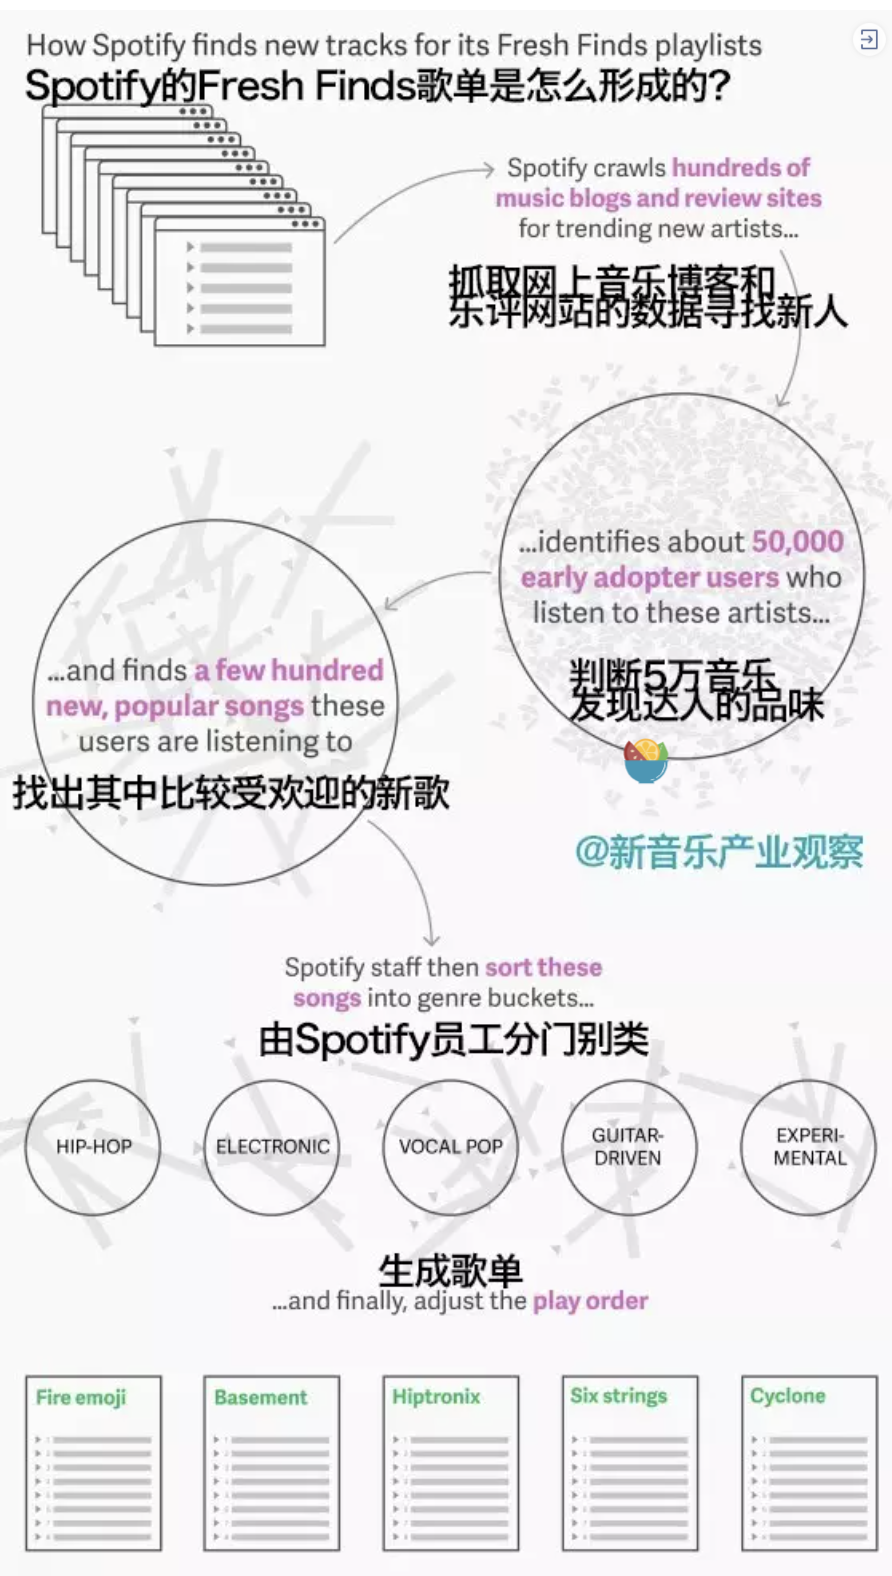 How Spotify finds new tracks for its Fresh Finds playlists
Spotify的Fresh Finds歌单是怎么形成的?
Spotify crawls hundreds of
music blogs and review sites
for trending new artists...
抓取网上音乐博客和
乐评网站的数据寻找新人
...identifies about 50,000
early adopter users who
listen to these artists...
判断5万音乐
发现达人的品味
...and finds a few hundred
new, popular songs these
users are listening to
找出其中比较受欢迎的新歌
@新音乐产业观察
Spotify staff then sort these
songs into genre buckets...
由Spotify员工分门别类
HIP-HOP
ELECTRONIC
VOCAL POP
GUITAR-
DRIVEN
EXPERI-
MENTAL
生成歌单
...and finally, adjust the play order
Fire emoji
Basement
Hiptronix
Six strings
Cyclone